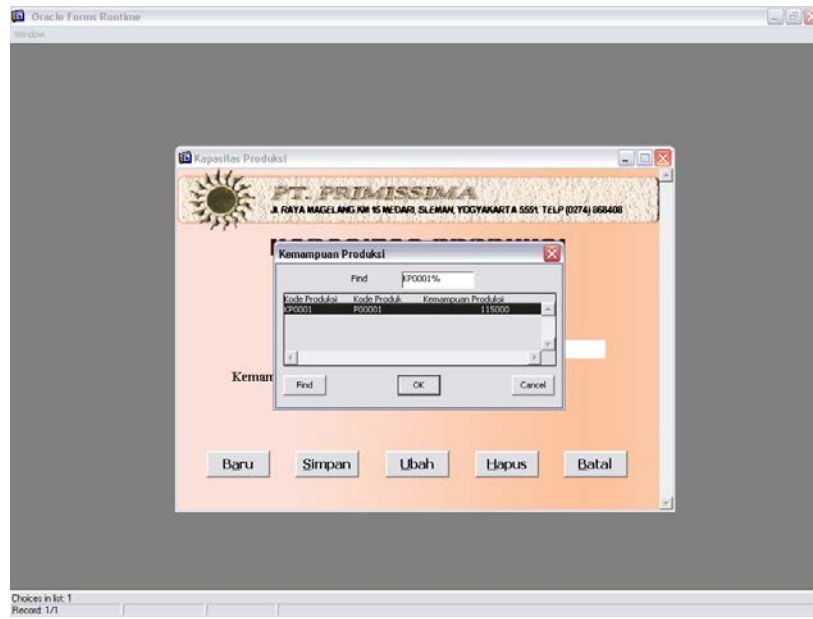 Oracle Forms Runtime
Window
Kapasitas Produksi
PT. PRIMISSIMA
JL RAYA MAGELANG KM 15 MEDARI, SLEMAN, YOGYAKARTA 5551 TELP (0274) 868408
KAPASITAS PRODUKSI
Kemampuan Produksi
Find KP0001%
Kode Produksi Kode Produk Kemampuan Produksi
KP0001 P00001 115000
Find OK Cancel
Baru Simpan Ubah Hapus Batal
Choices in list: 1
Record: 1/1